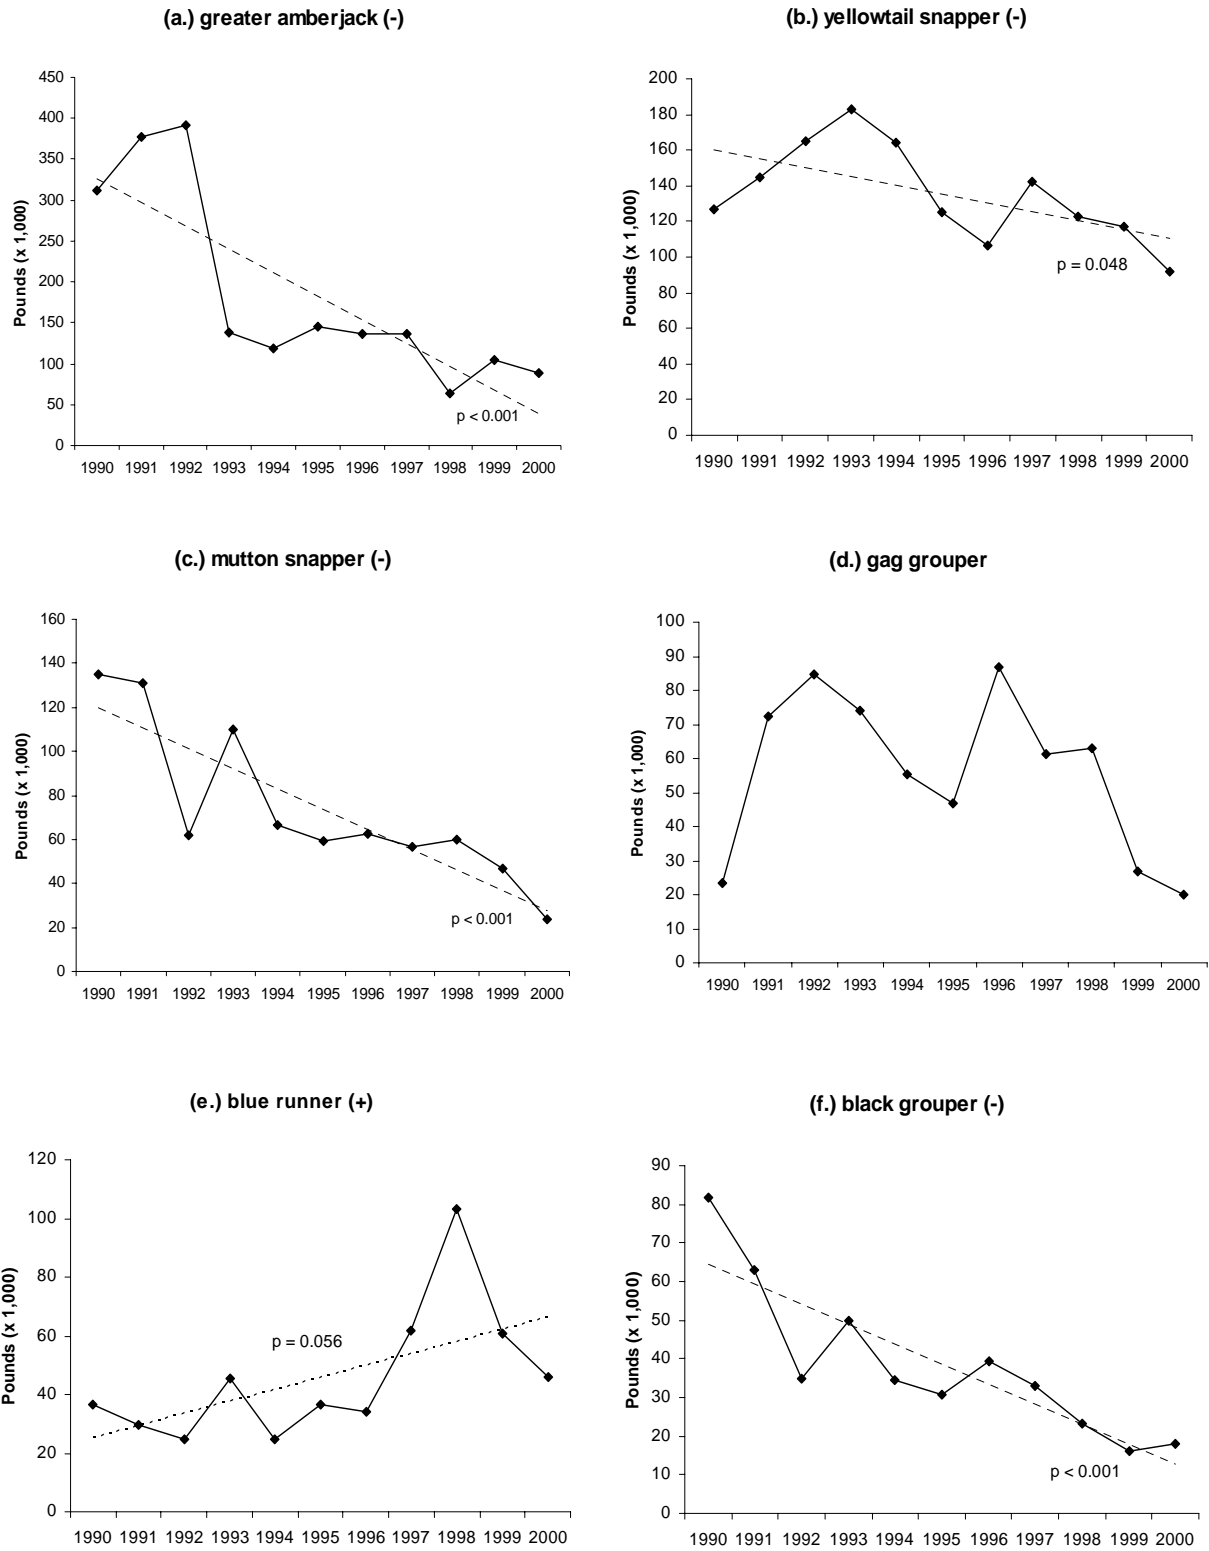 (a.) greater amberjack (-)
450
400
350
300
250
200
150
100
50
0
Pounds (x 1,000)
p < 0.001
1990 1991 1992 1993 1994 1995 1996 1997 1998 1999 2000
(b.) yellowtail snapper (-)
200
180
160
140
120
100
80
60
40
20
0
Pounds (x 1,000)
p = 0.048
1990 1991 1992 1993 1994 1995 1996 1997 1998 1999 2000
(c.) mutton snapper (-)
160
140
120
100
80
60
40
20
0
Pounds (x 1,000)
p < 0.001
1990 1991 1992 1993 1994 1995 1996 1997 1998 1999 2000
(d.) gag grouper
100
90
80
70
60
50
40
30
20
10
0
Pounds (x 1,000)
1990 1991 1992 1993 1994 1995 1996 1997 1998 1999 2000
(e.) blue runner (+)
120
100
80
60
40
20
0
Pounds (x 1,000)
p = 0.056
1990 1991 1992 1993 1994 1995 1996 1997 1998 1999 2000
(f.) black grouper (-)
90
80
70
60
50
40
30
20
10
0
Pounds (x 1,000)
p < 0.001
1990 1991 1992 1993 1994 1995 1996 1997 1998 1999 2000